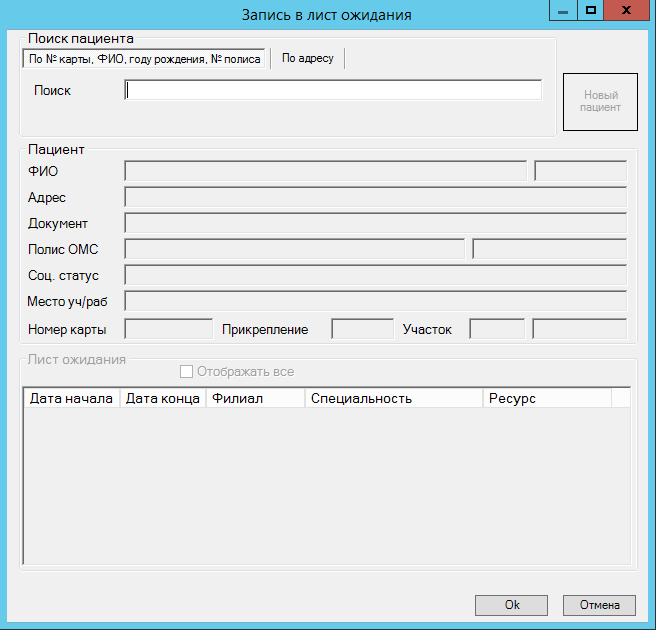 Запись в лист ожидания
Поиск пациента
По № карты, ФИО, году рождения, № полиса По адресу
Поиск
Новый
пациент
Пациент
ФИО
Адрес
Документ
Полис ОМС
Соц. статус
Место уч/раб
Номер карты Прикрепление Участок
Лист ожидания
Отображать все
Дата начала Дата конца Филиал Специальность Ресурс
Ok Отмена